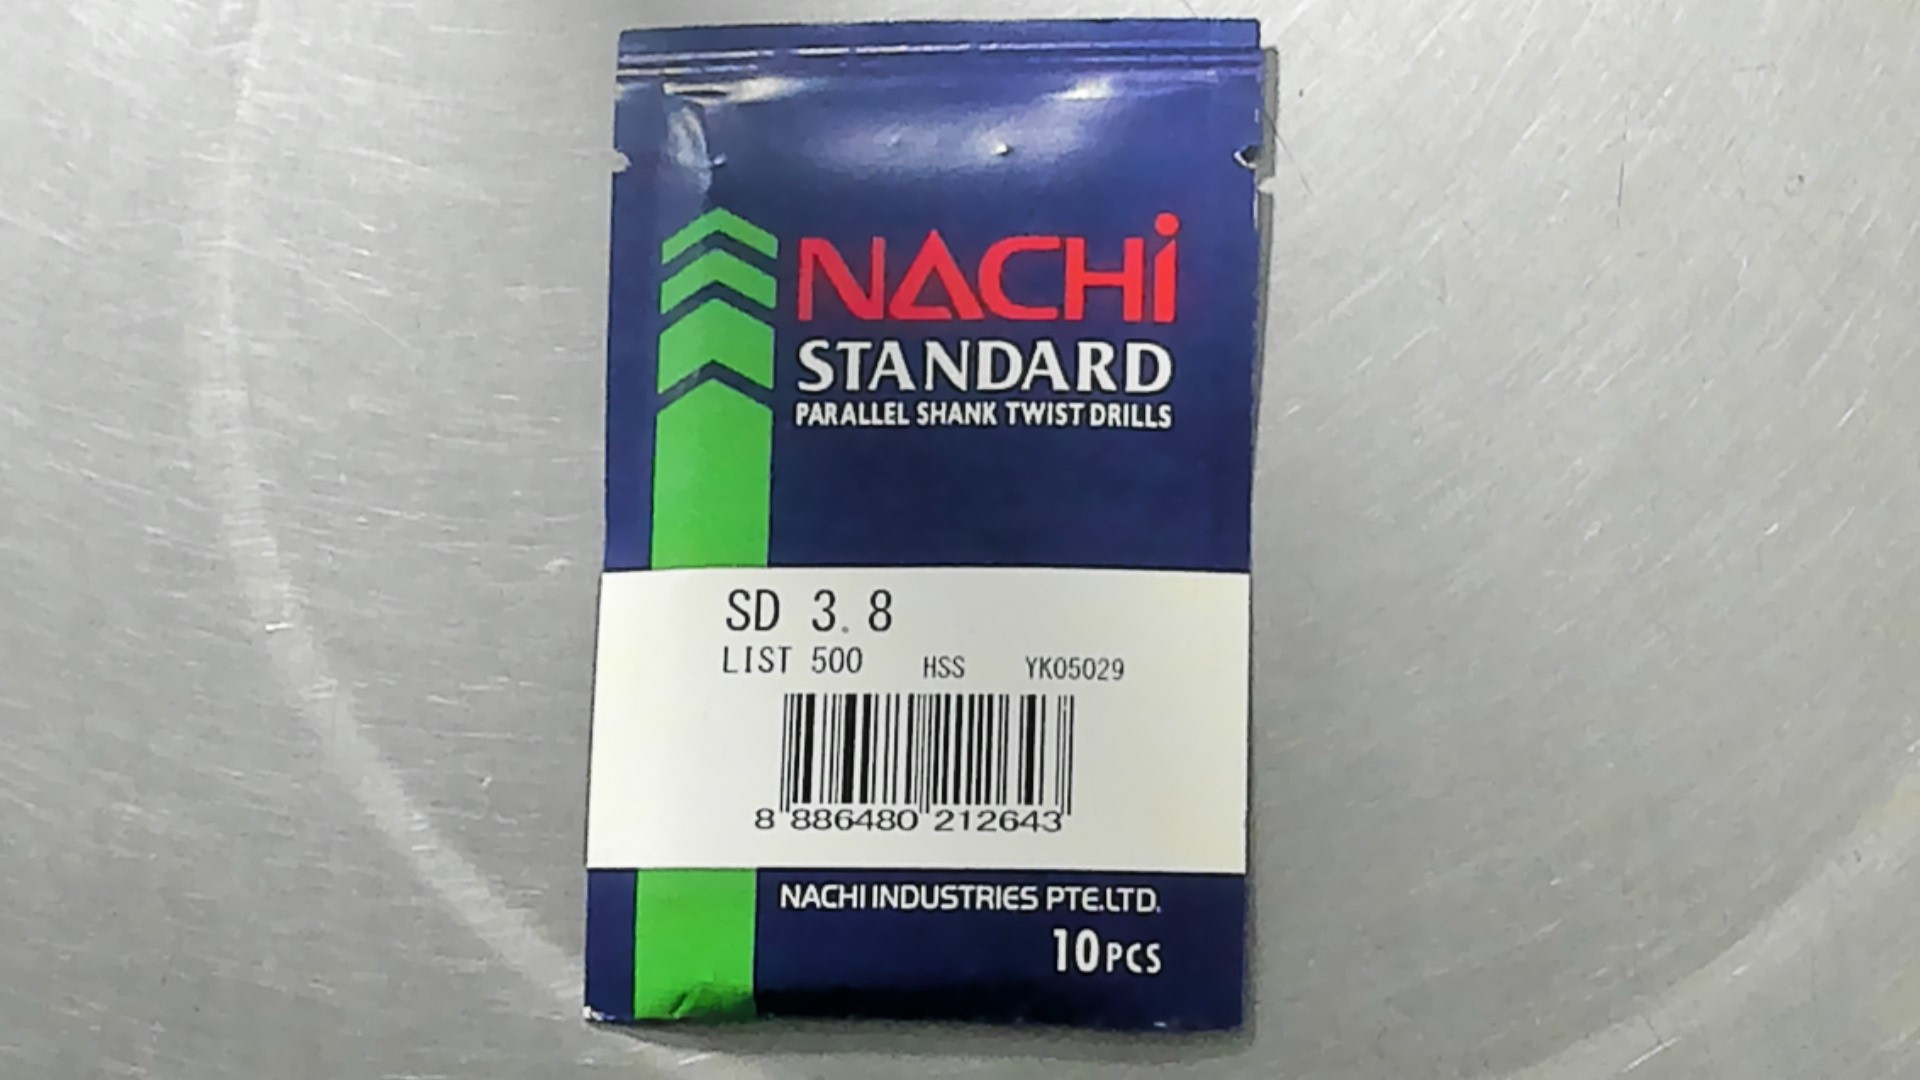 NACHi
STANDARD
PARALLEL SHANK TWIST DRILLS
SD 3.8
LIST 500 HSS YK05029
8 886480 212643
NACHI INDUSTRIES PTE.LTD.
10PCS